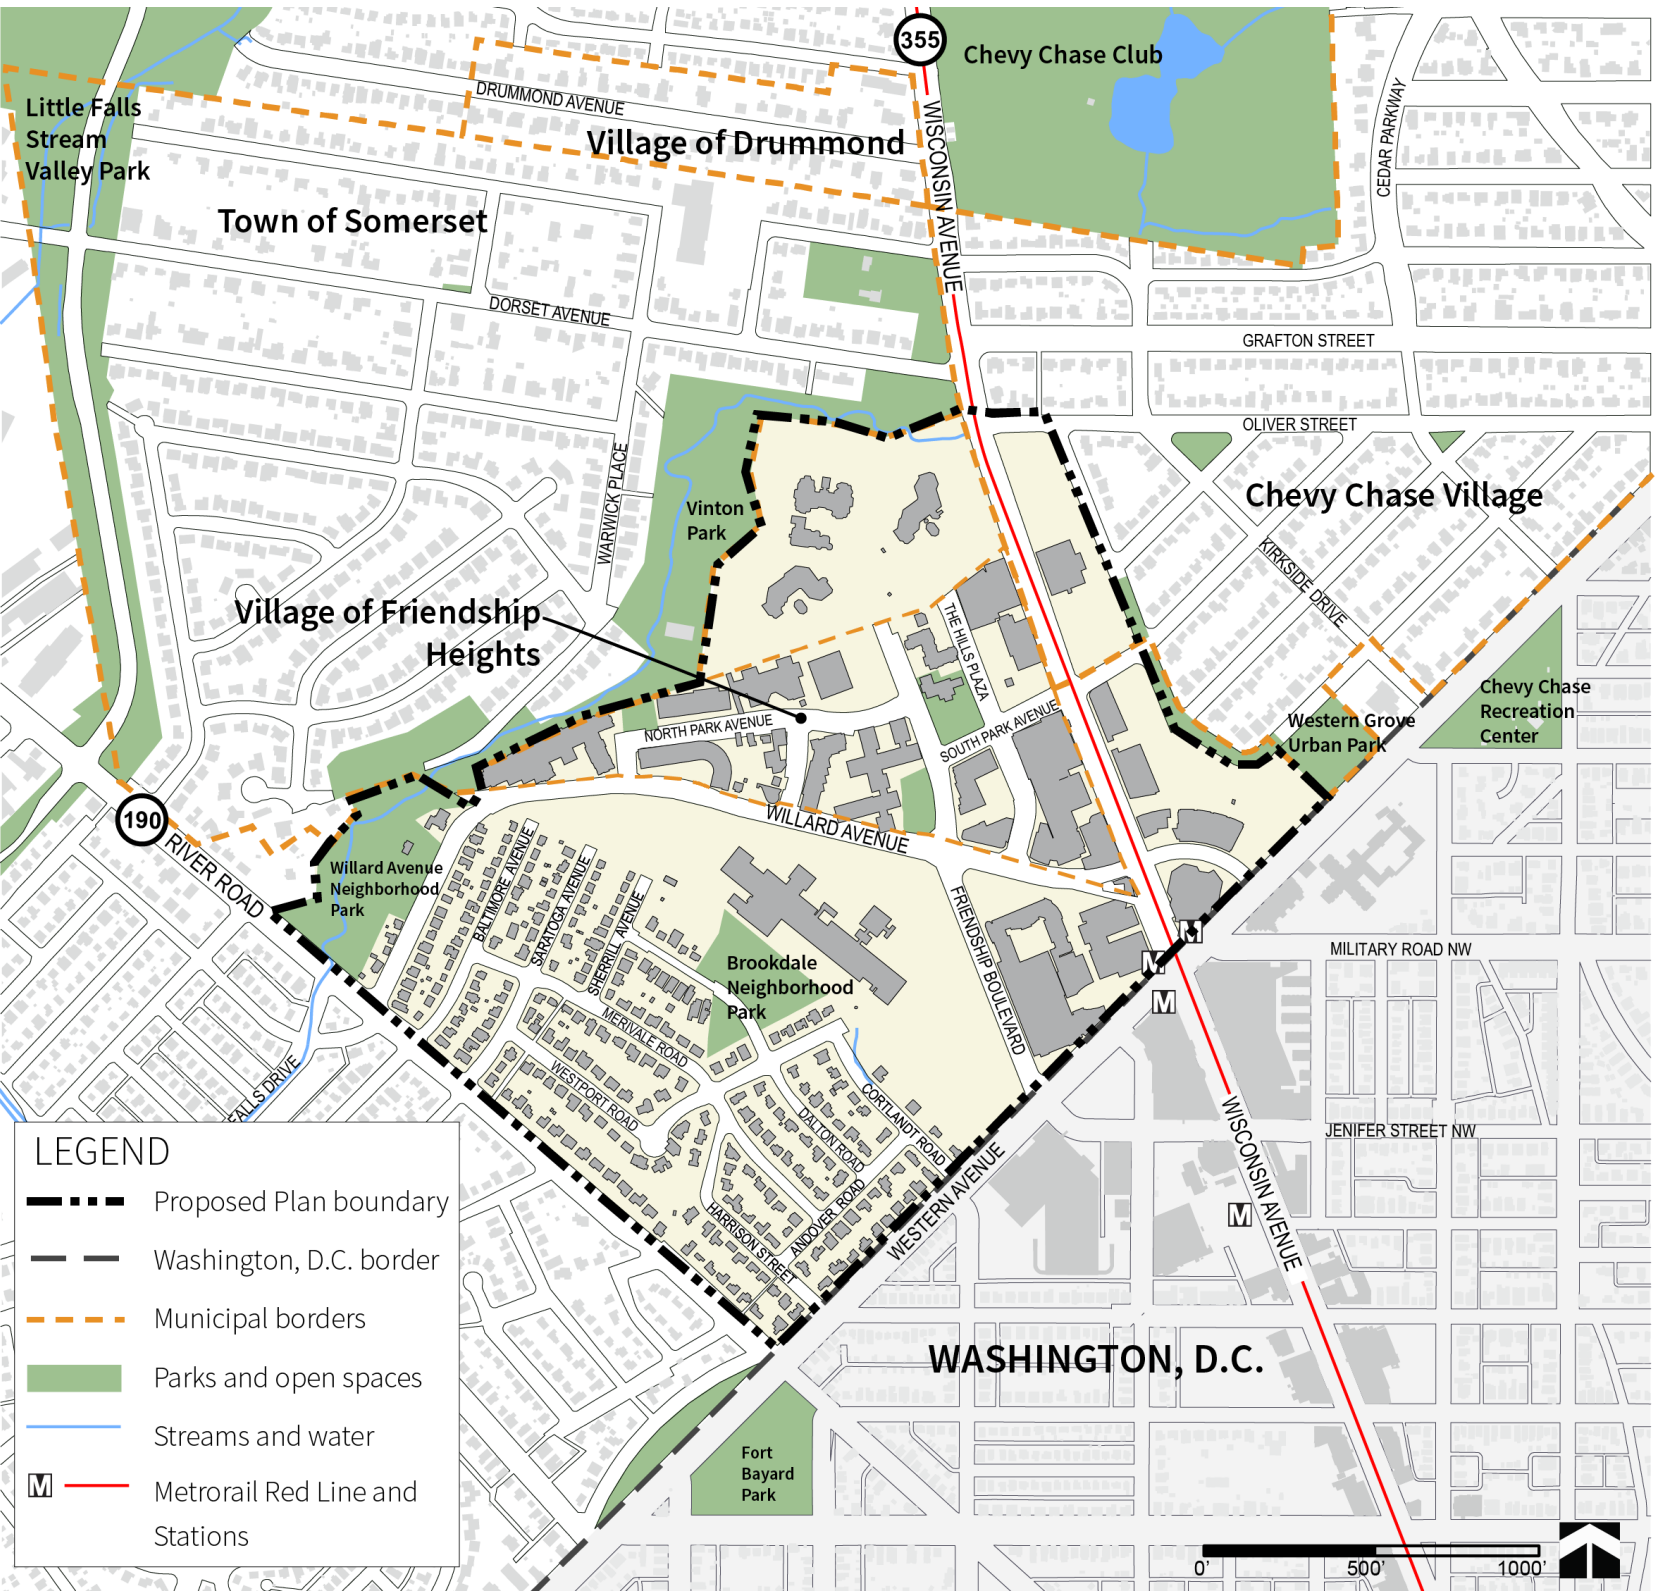 355
Chevy Chase Club
CEDAR PARKWAY
DRUMMOND AVENUE
Little Falls
Stream
Valley Park
Village of Drummond
WISCONSIN AVENUE
Town of Somerset
DORSET AVENUE
GRAFTON STREET
OLIVER STREET
WARWICK PLACE
Vinton
Park
Chevy Chase Village
KIRKSIDE DRIVE
Village of Friendship
Heights
THE HILLS PLAZA
NORTH PARK AVENUE
SOUTH PARK AVENUE
Chevy Chase
Recreation
Center
Western Grove
Urban Park
190
RIVER ROAD
WILLARD AVENUE
Willard Avenue
Neighborhood
Park
BALTIMORE AVENUE
SARATOGA AVENUE
SHERRILL AVENUE
FRIENDSHIP BOULEVARD
Brookdale
Neighborhood
Park
M
M
M
MILITARY ROAD NW
MERIVALE ROAD
WESTPORT ROAD
CORTLANDT ROAD
DALTON ROAD
ANDOVER ROAD
HARRISON STREET
WESTERN AVENUE
FALLS DRIVE
JENIFER STREET NW
WISCONSIN AVENUE
M
WASHINGTON, D.C.
Fort
Bayard
Park
LEGEND
Proposed Plan boundary
Washington, D.C. border
Municipal borders
Parks and open spaces
Streams and water
M Metrorail Red Line and
Stations
0' 500' 1000'